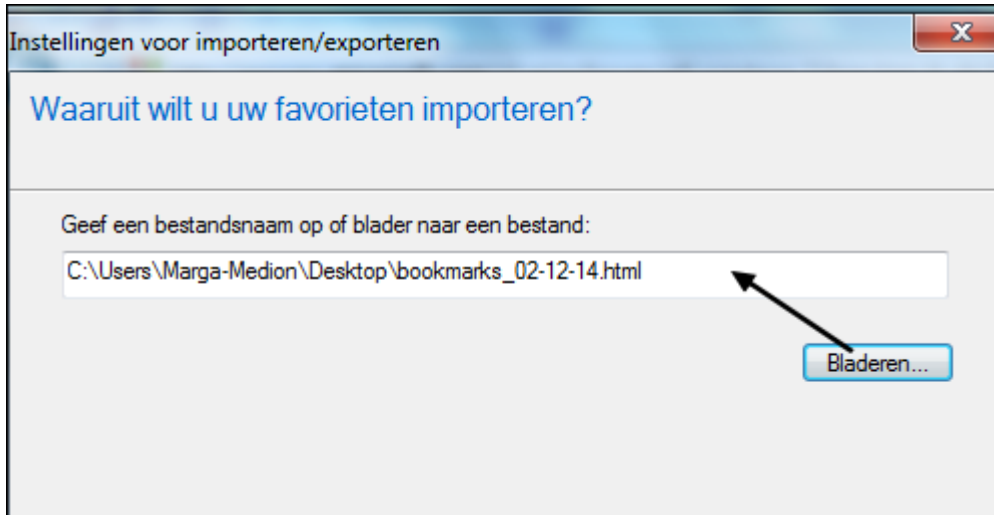 Instellingen voor importeren/exporteren
Waaruit wilt u uw favorieten importeren?
Geef een bestandsnaam op of blader naar een bestand:
C:\Users\Marga-Medion\Desktop\bookmarks_02-12-14.html
Bladeren...